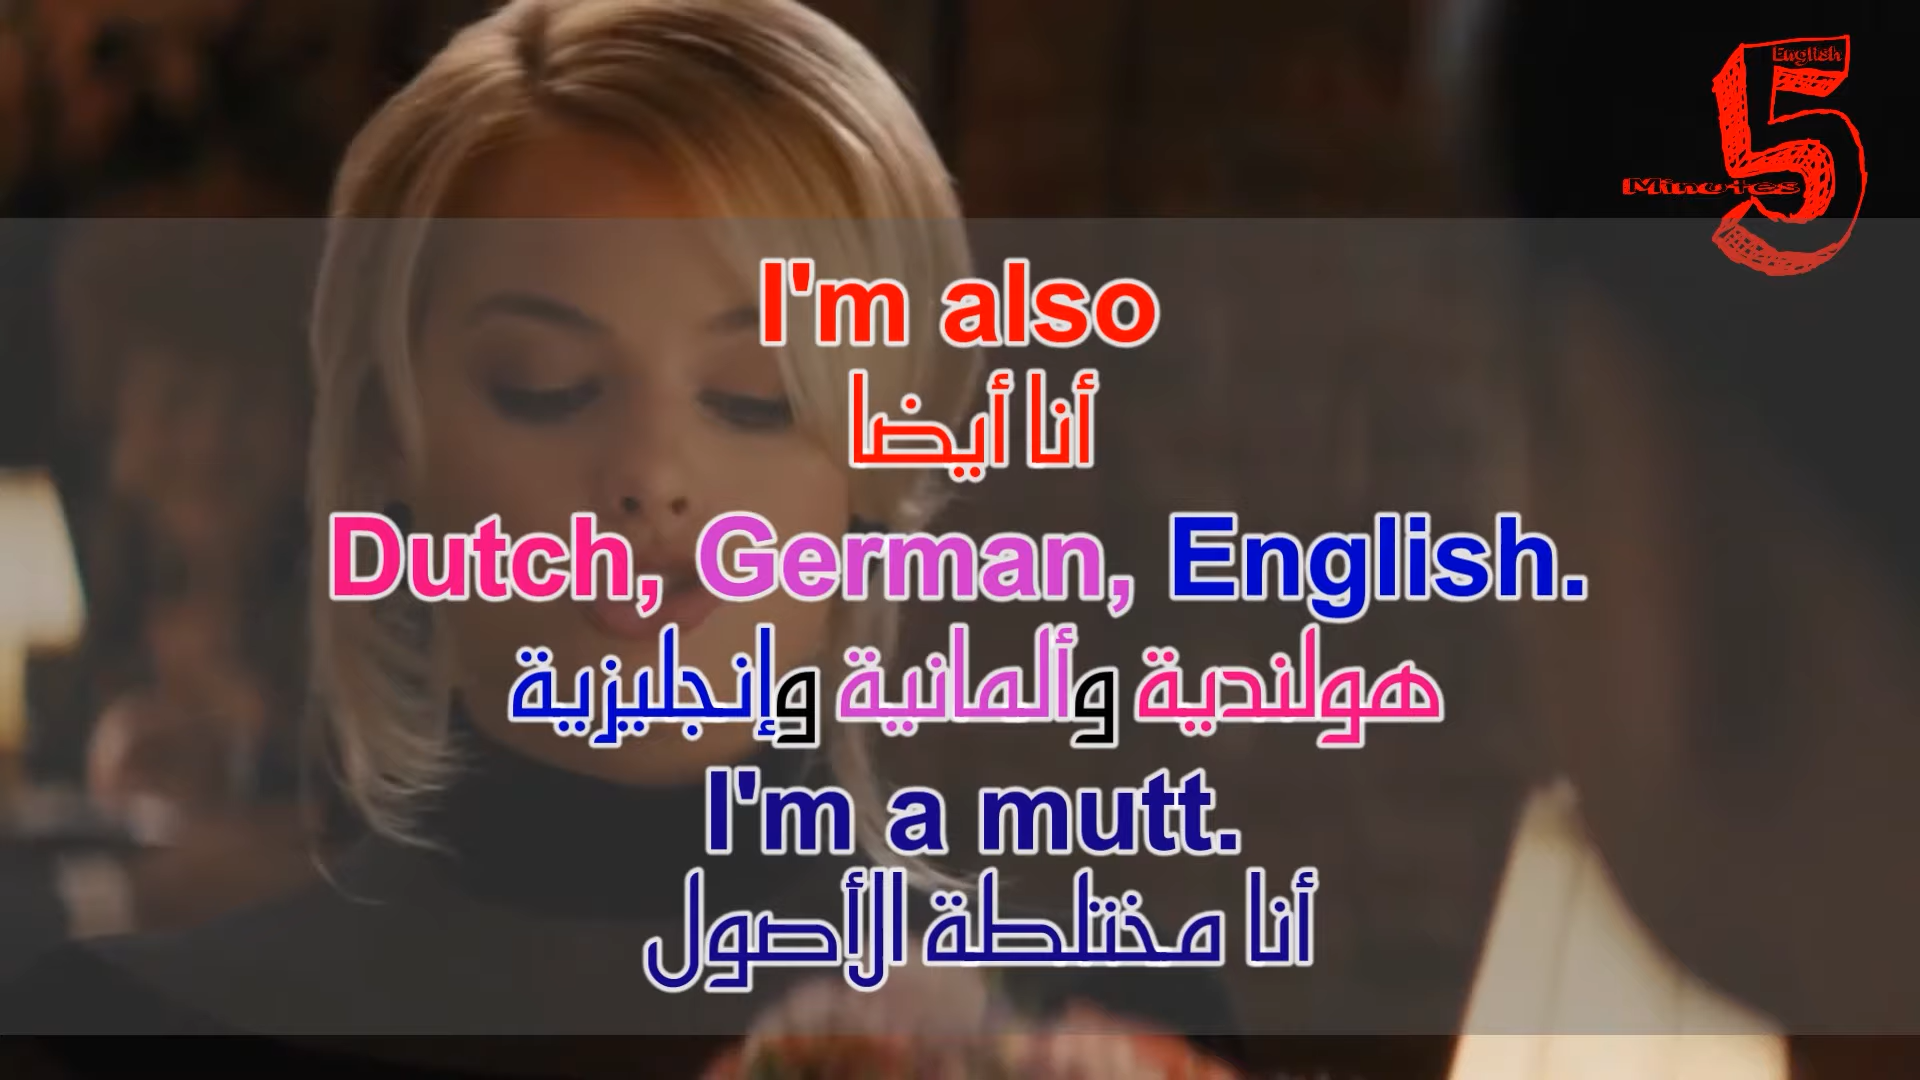 English
5
Minutes
I'm also
أنا أيضا
Dutch, German, English.
هولندية وألمانية وإنجليزية
I'm a mutt.
أنا مختلطة الأصول